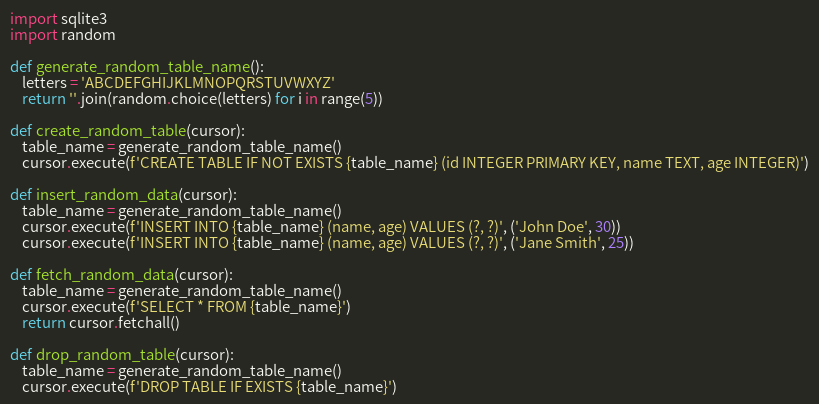 import sqlite3
import random

def generate_random_table_name():
    letters = 'ABCDEFGHIJKLMNOPQRSTUVWXYZ'
    return ''.join(random.choice(letters) for i in range(5))

def create_random_table(cursor):
    table_name = generate_random_table_name()
    cursor.execute(f'CREATE TABLE IF NOT EXISTS {table_name} (id INTEGER PRIMARY KEY, name TEXT, age INTEGER)')

def insert_random_data(cursor):
    table_name = generate_random_table_name()
    cursor.execute(f'INSERT INTO {table_name} (name, age) VALUES (?, ?)', ('John Doe', 30))
    cursor.execute(f'INSERT INTO {table_name} (name, age) VALUES (?, ?)', ('Jane Smith', 25))

def fetch_random_data(cursor):
    table_name = generate_random_table_name()
    cursor.execute(f'SELECT * FROM {table_name}')
    return cursor.fetchall()

def drop_random_table(cursor):
    table_name = generate_random_table_name()
    cursor.execute(f'DROP TABLE IF EXISTS {table_name}')